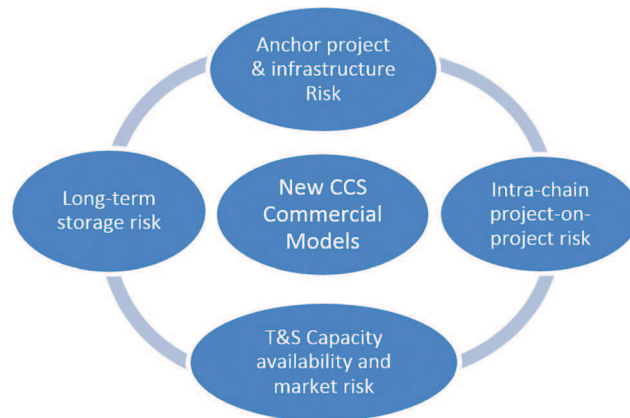 Anchor project
& infrastructure
Risk
Long-term
storage risk
New CCS
Commercial
Models
Intra-chain
project-on-
project risk
T&S Capacity
availability and
market risk